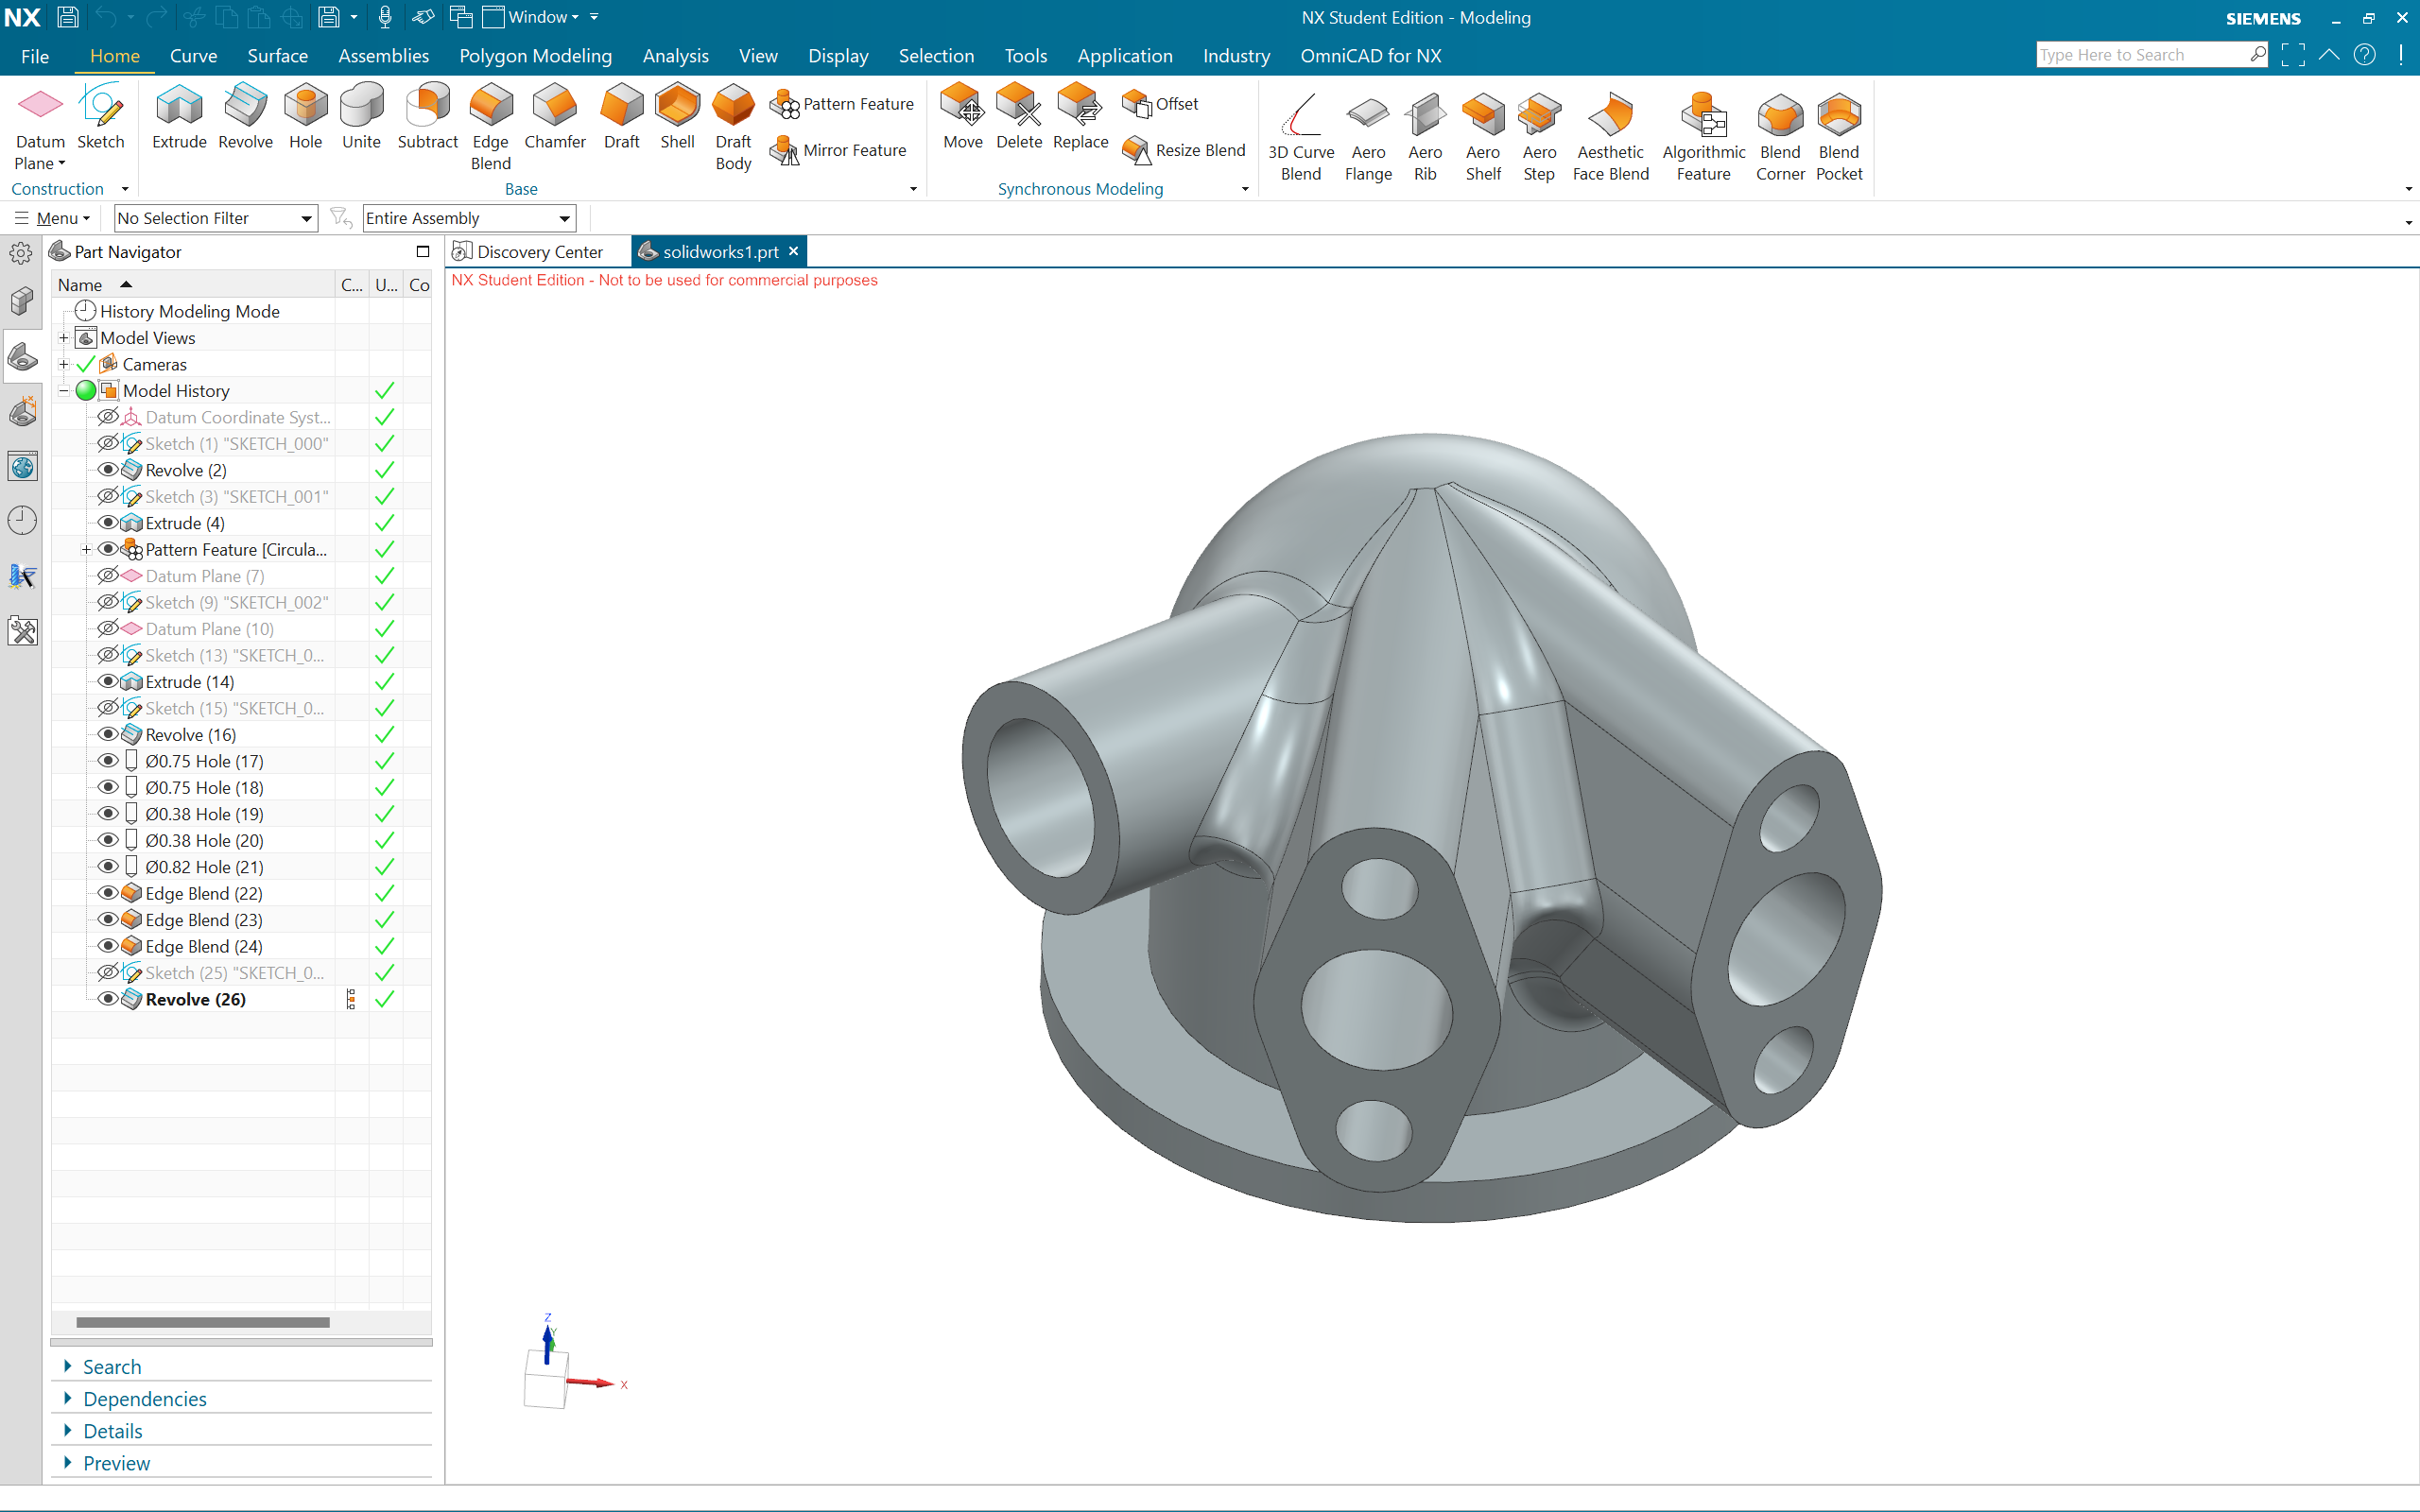 NX Window NX Student Edition - Modeling SIEMENS
File Home Curve Surface Assemblies Polygon Modeling Analysis View Display Selection Tools Application Industry OmniCAD for NX Type Here to Search
Datum Plane Sketch Extrude Revolve Hole Unite Subtract Edge Blend Chamfer Draft Shell Draft Body Pattern Feature Mirror Feature Move Delete Replace Offset Resize Blend 3D Curve Blend Aero Flange Aero Rib Aero Shelf Aero Step Aesthetic Face Blend Algorithmic Feature Blend Corner Blend Pocket
Construction Base Synchronous Modeling
Menu No Selection Filter Entire Assembly
Part Navigator Discovery Center solidworks1.prt
NX Student Edition - Not to be used for commercial purposes
Name C... U... Co
History Modeling Mode
Model Views
Cameras
Model History
Datum Coordinate Syst...
Sketch (1) "SKETCH_000"
Revolve (2)
Sketch (3) "SKETCH_001"
Extrude (4)
Pattern Feature [Circula...
Datum Plane (7)
Sketch (9) "SKETCH_002"
Datum Plane (10)
Sketch (13) "SKETCH_0...
Extrude (14)
Sketch (15) "SKETCH_0...
Revolve (16)
Ø0.75 Hole (17)
Ø0.75 Hole (18)
Ø0.38 Hole (19)
Ø0.38 Hole (20)
Ø0.82 Hole (21)
Edge Blend (22)
Edge Blend (23)
Edge Blend (24)
Sketch (25) "SKETCH_0...
Revolve (26)
Z
Y
X
Search
Dependencies
Details
Preview